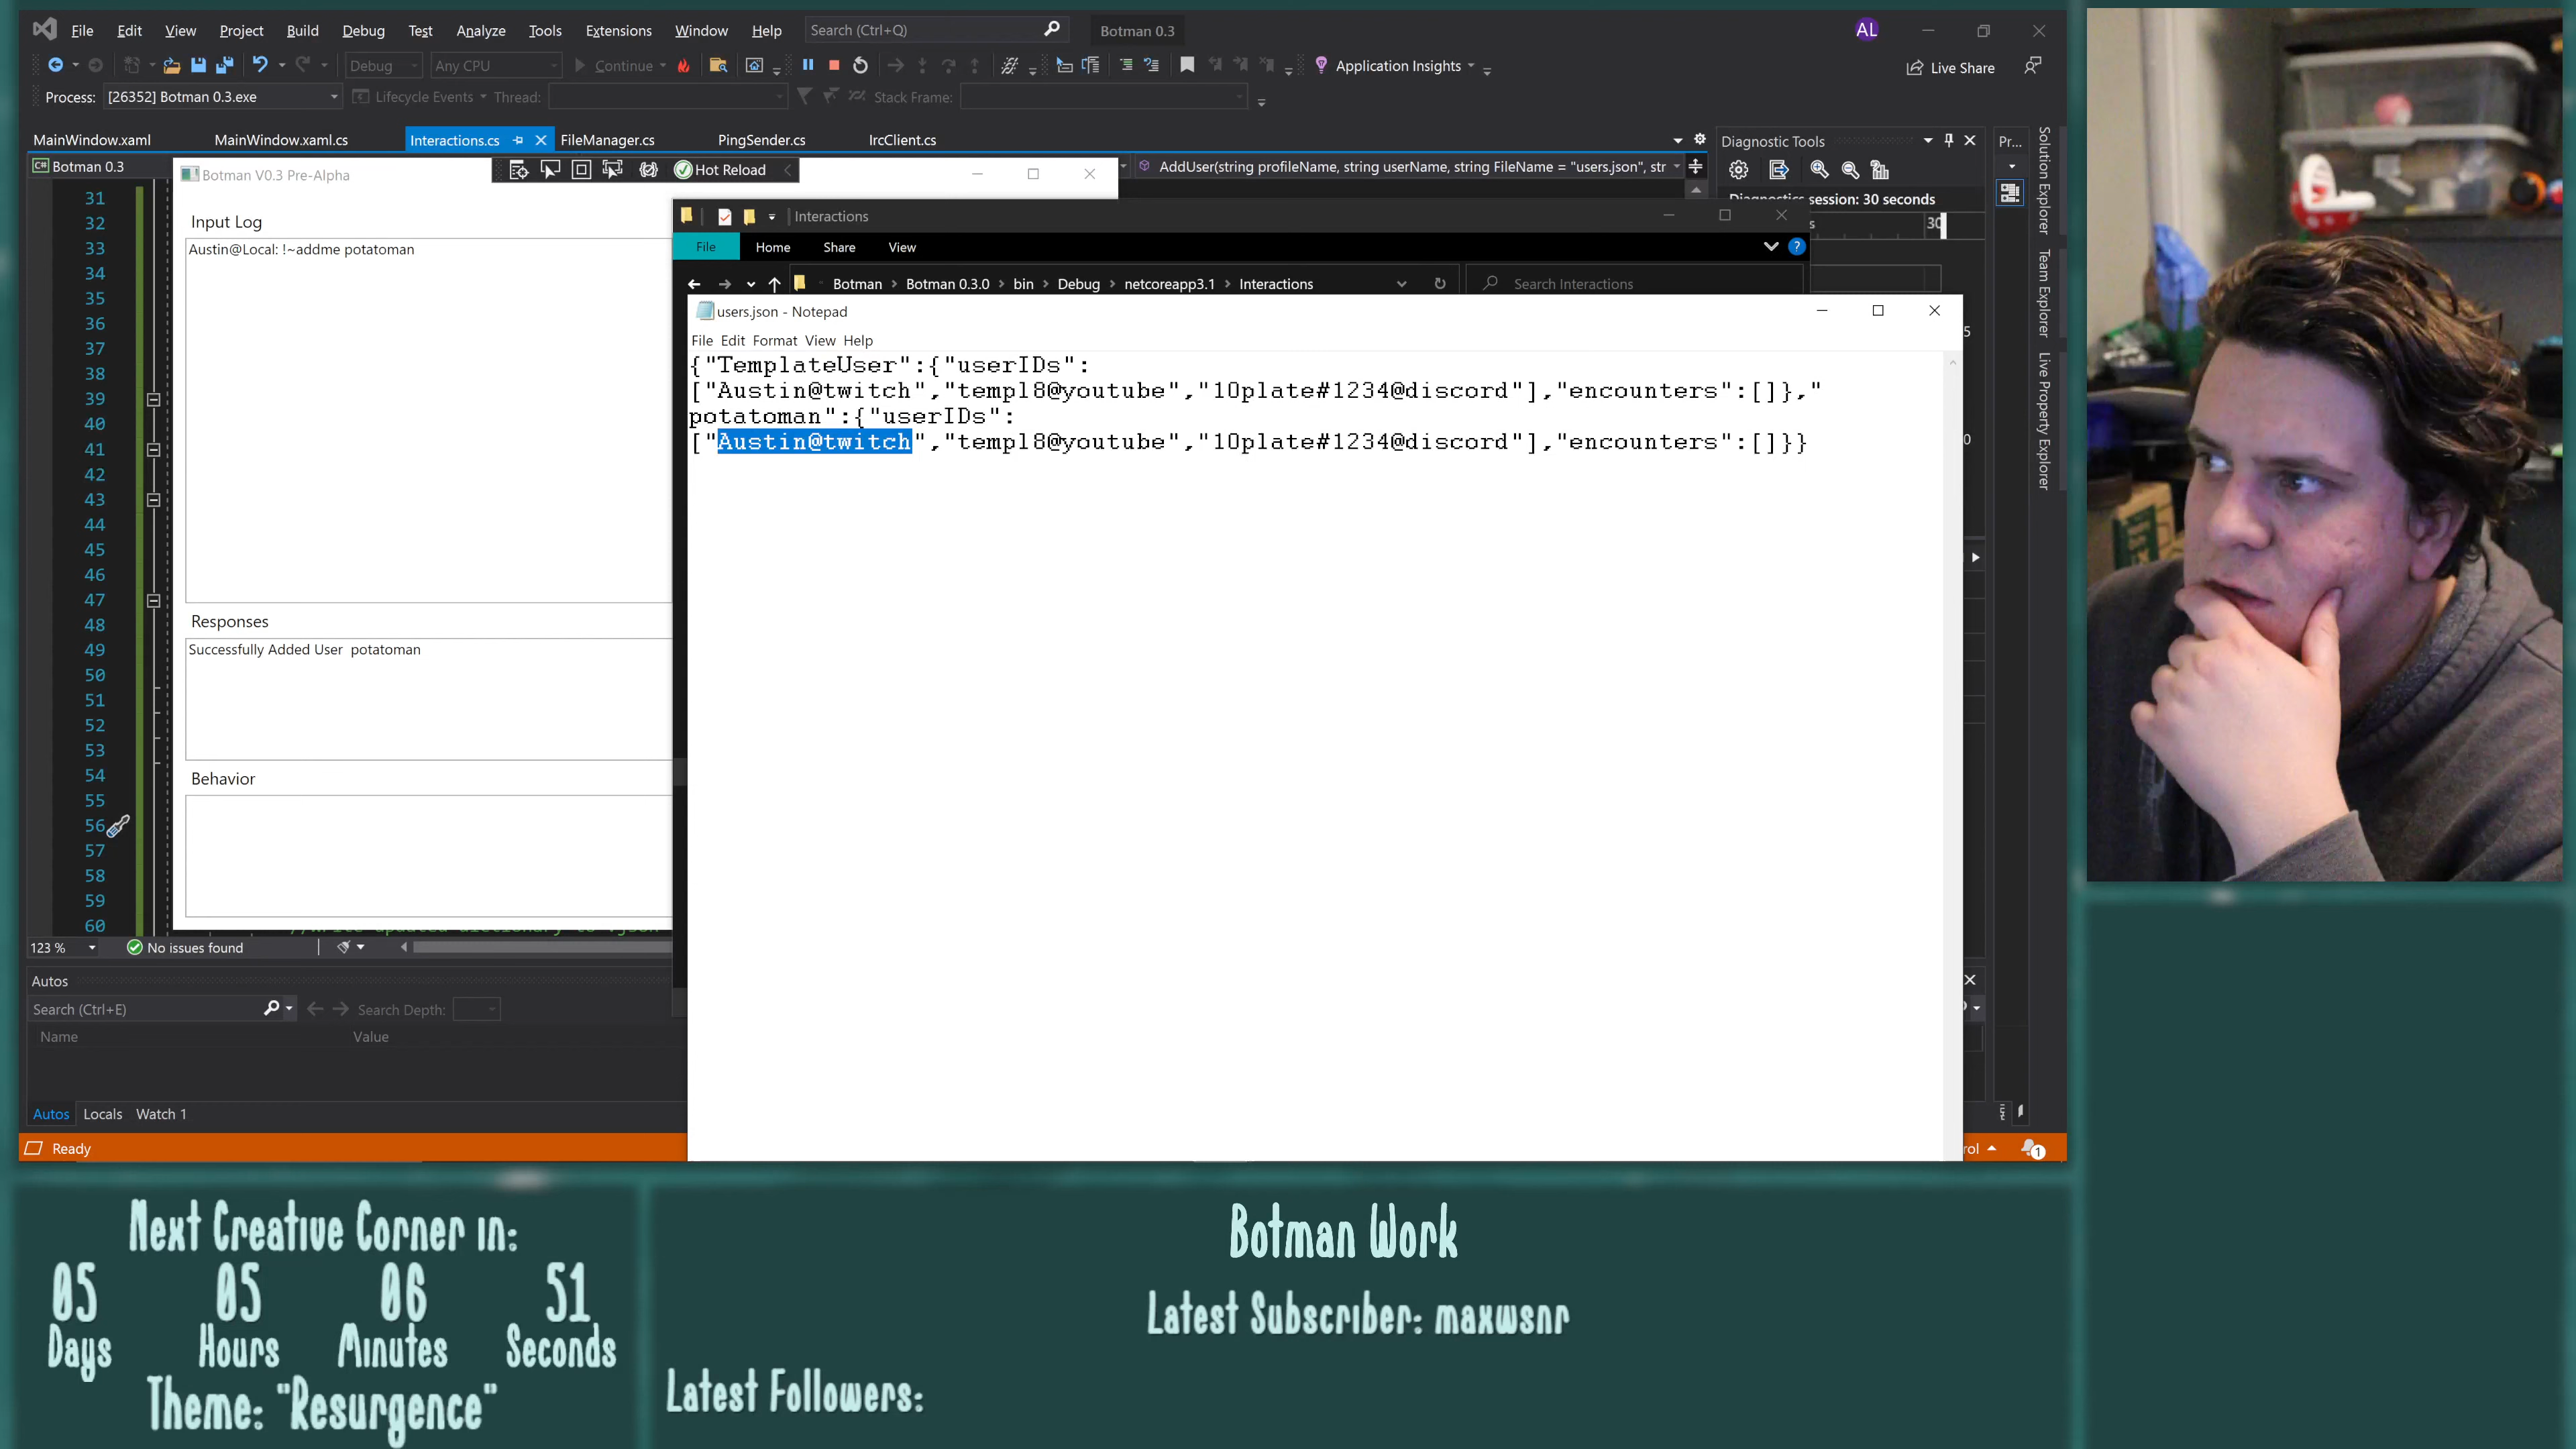 File Edit View Project Build Debug Test Analyze Tools Extensions Window Help Search (Ctrl+Q) Botman 0.3 AL
Debug Any CPU Continue Application Insights Live Share
Process: [26352] Botman 0.3.exe Lifecycle Events Thread: Stack Frame:
MainWindow.xaml MainWindow.xaml.cs Interactions.cs FileManager.cs PingSender.cs IrcClient.cs
Diagnostic Tools Pr...
Botman 0.3
AddUser(string profileName, string userName, string FileName = "users.json", str
Hot Reload
Diagnostics session: 30 seconds
30
Botman V0.3 Pre-Alpha
Input Log
Austin@Local: !~addme potatoman
Responses
Successfully Added User  potatoman
Behavior
31
32
33
34
35
36
37
38
39
40
41
42
43
44
45
46
47
48
49
50
51
52
53
54
55
56
57
58
59
60
Interactions
File Home Share View
Botman Botman 0.3.0 bin Debug netcoreapp3.1 Interactions Search Interactions
users.json - Notepad
File Edit Format View Help
{"TemplateUser":{"userIDs":
["Austin@twitch","templ8@youtube","10plate#1234@discord"],"encounters":[]},"
potatoman":{"userIDs":
["Austin@twitch","templ8@youtube","10plate#1234@discord"],"encounters":[]}}
Solution Explorer
Team Explorer
Live Property Explorer
123 % No issues found
Autos
Search (Ctrl+E) Search Depth:
Name Value
Autos Locals Watch 1
Ready
rol 1
Next Creative Corner in:
05 05 06 51
Days Hours Minutes Seconds
Theme: "Resurgence"
Botman Work
Latest Subscriber: maxwsnr
Latest Followers: